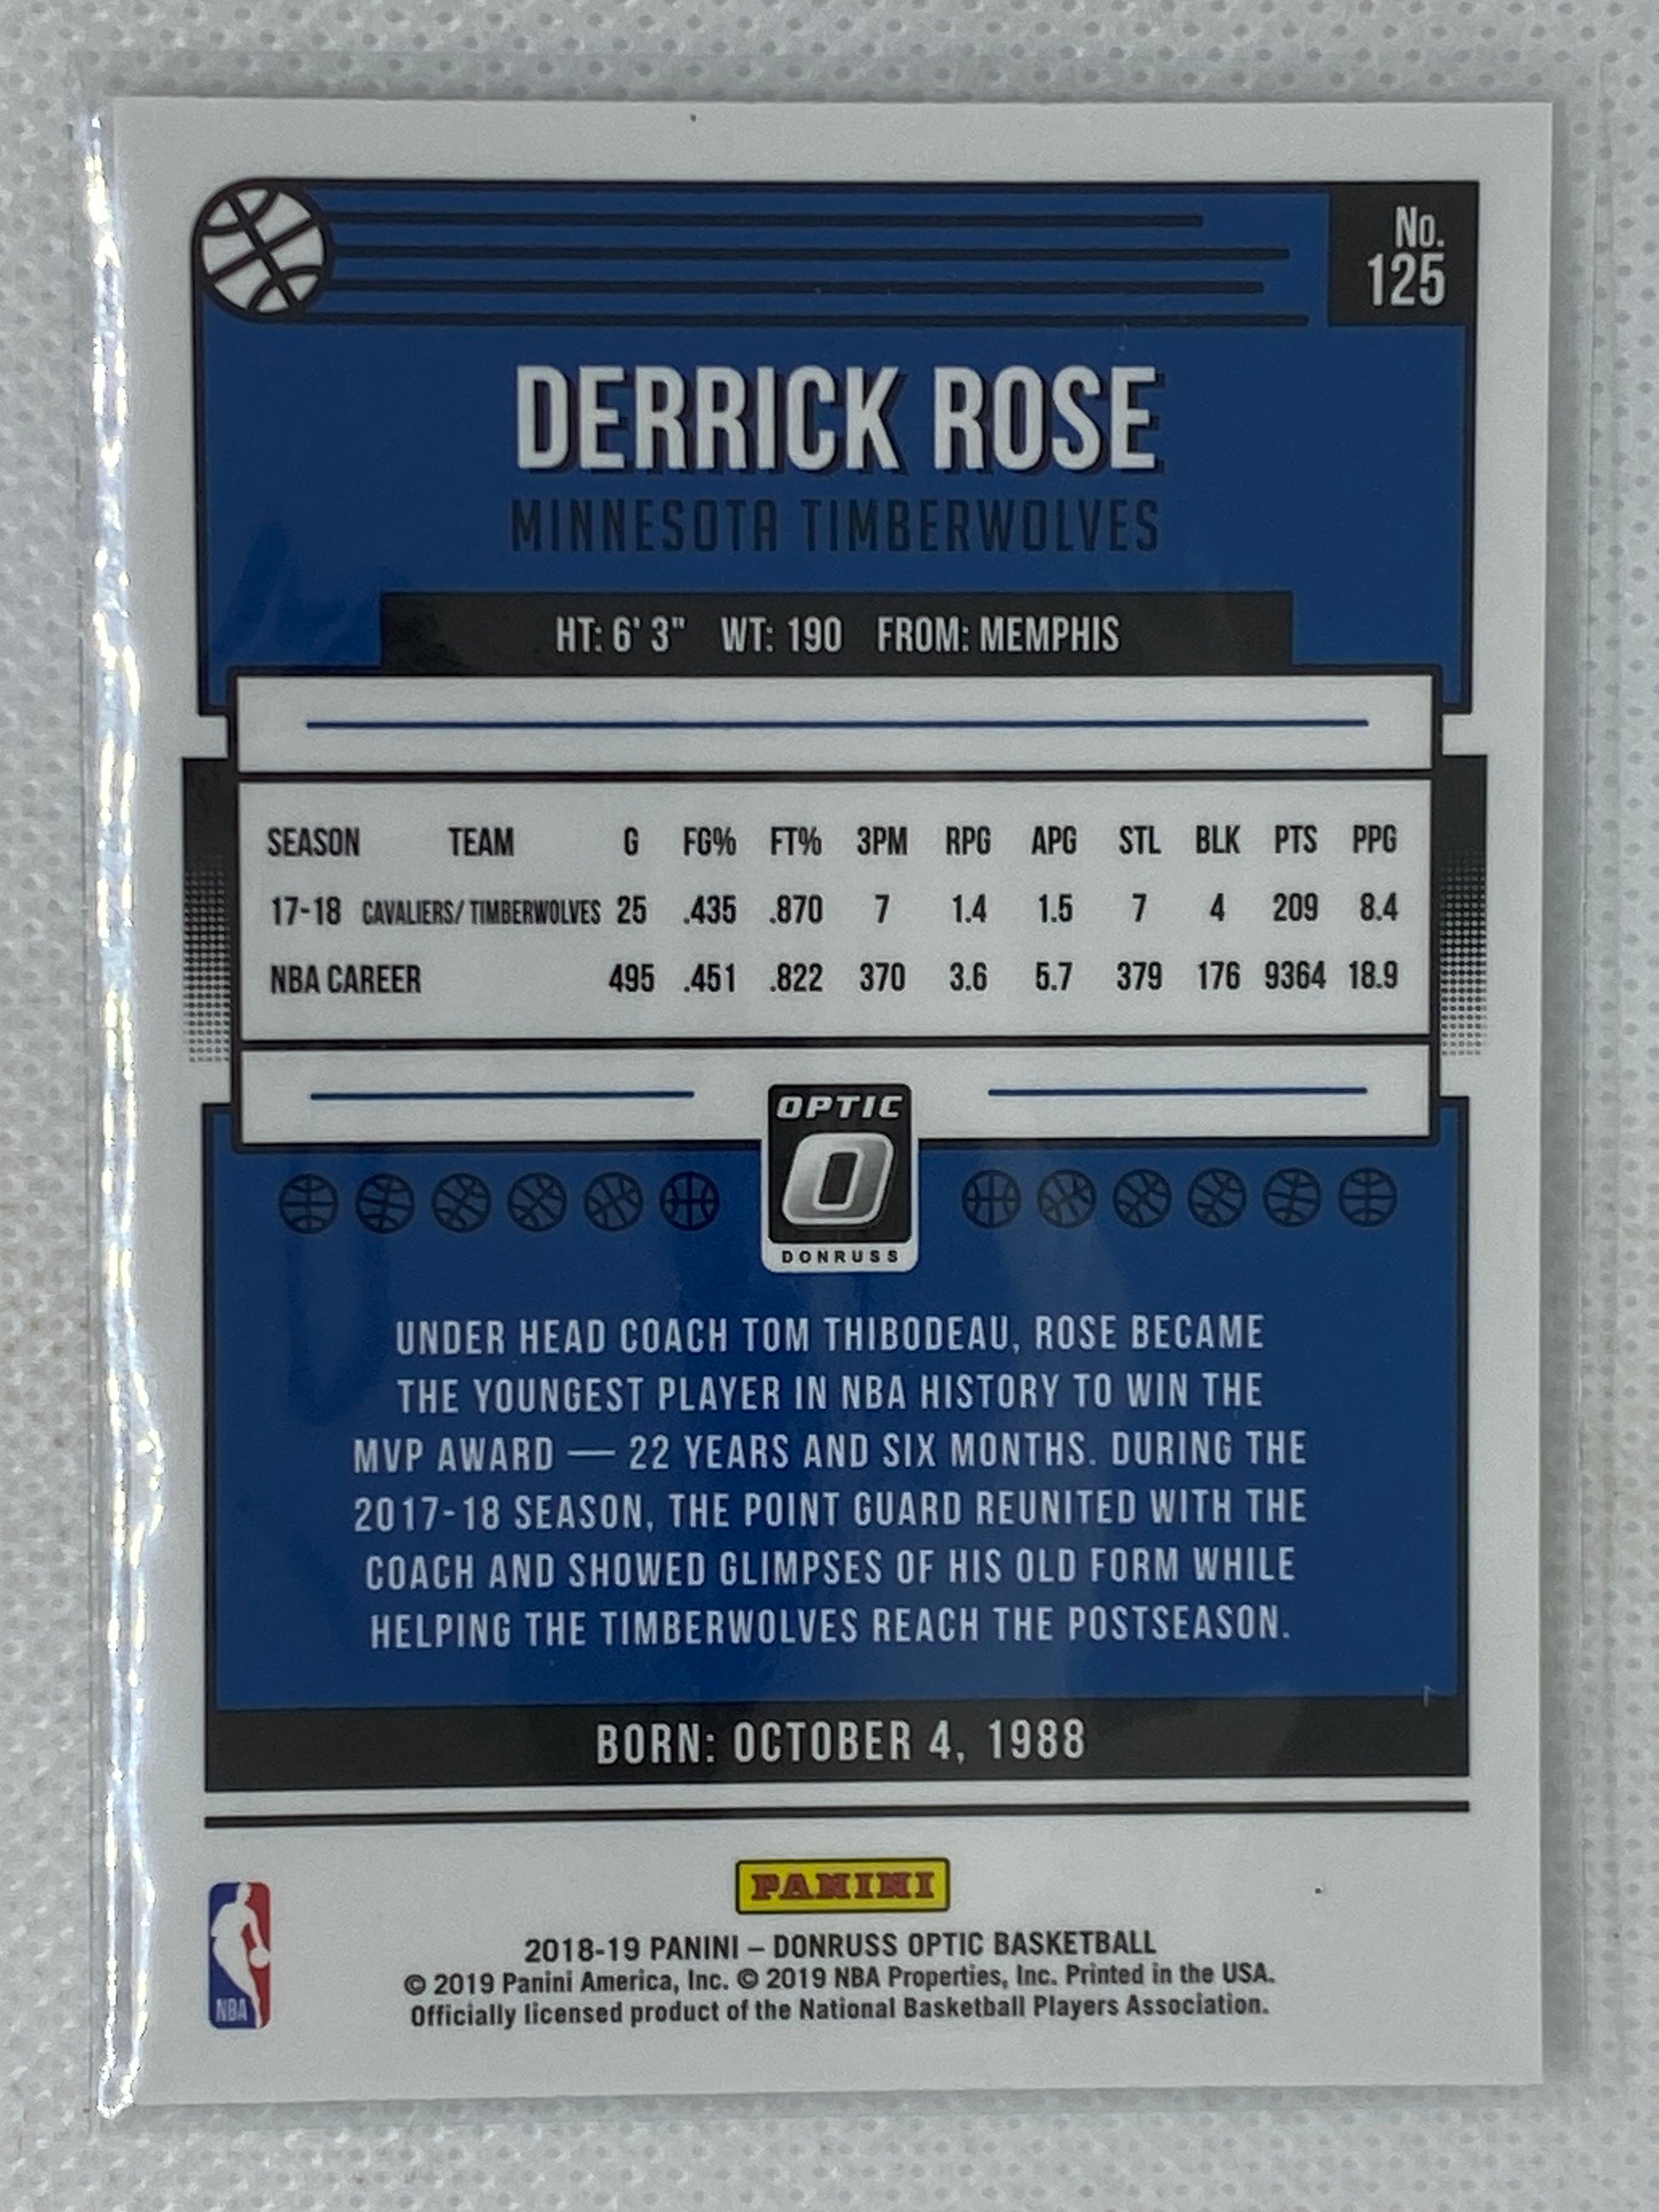 No.
125
DERRICK ROSE
MINNESOTA TIMBERWOLVES
HT: 6' 3" WT: 190 FROM: MEMPHIS
SEASON TEAM G FG% FT% 3PM RPG APG STL BLK PTS PPG
17-18 CAVALIERS/ TIMBERWOLVES 25 .435 .870 7 1.4 1.5 7 4 209 8.4
NBA CAREER 495 .451 .822 370 3.6 5.7 379 176 9364 18.9
OPTIC
O
DONRUSS
UNDER HEAD COACH TOM THIBODEAU, ROSE BECAME
THE YOUNGEST PLAYER IN NBA HISTORY TO WIN THE
MVP AWARD — 22 YEARS AND SIX MONTHS. DURING THE
2017-18 SEASON, THE POINT GUARD REUNITED WITH THE
COACH AND SHOWED GLIMPSES OF HIS OLD FORM WHILE
HELPING THE TIMBERWOLVES REACH THE POSTSEASON.
BORN: OCTOBER 4, 1988
PANINI
2018-19 PANINI – DONRUSS OPTIC BASKETBALL
© 2019 Panini America, Inc. © 2019 NBA Properties, Inc. Printed in the USA.
Officially licensed product of the National Basketball Players Association.
NBA